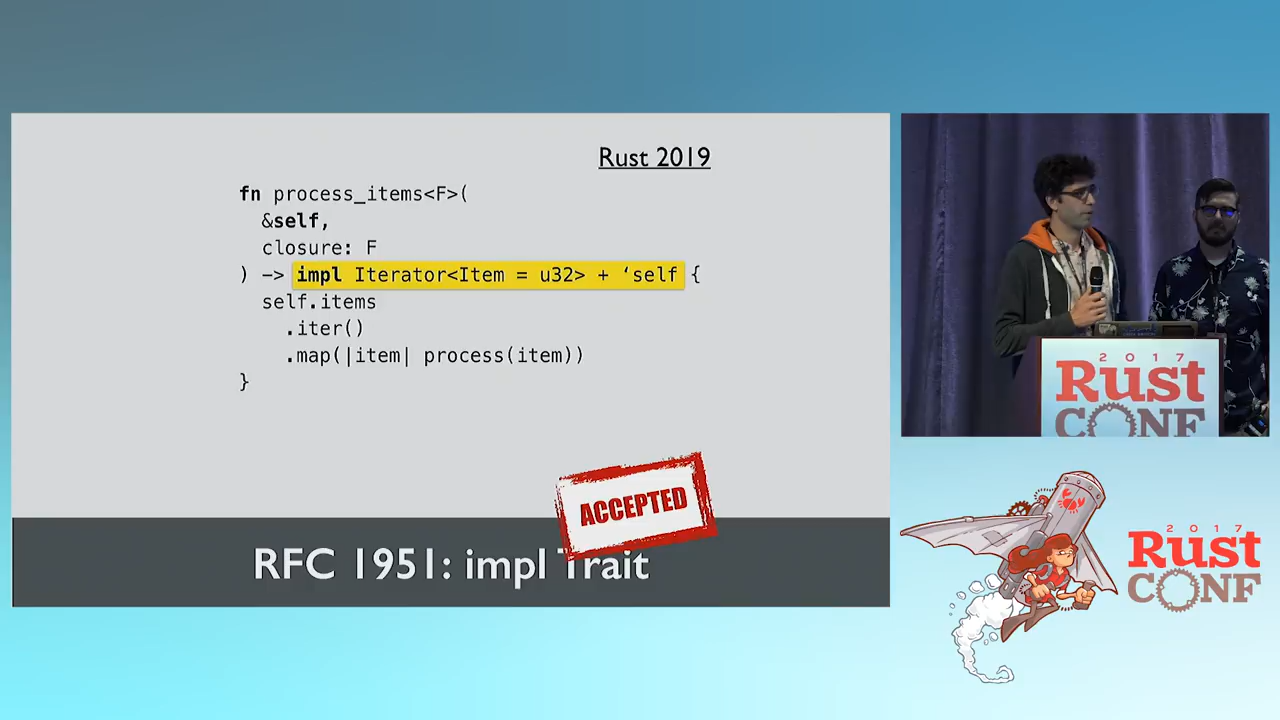 Rust 2019
fn process_items<F>(
&self,
closure: F
) -> impl Iterator<Item = u32> + ‘self {
self.items
.iter()
.map(|item| process(item))
}
ACCEPTED
RFC 1951: impl Trait
2017
Rust
CONF
2017
Rust
CONF